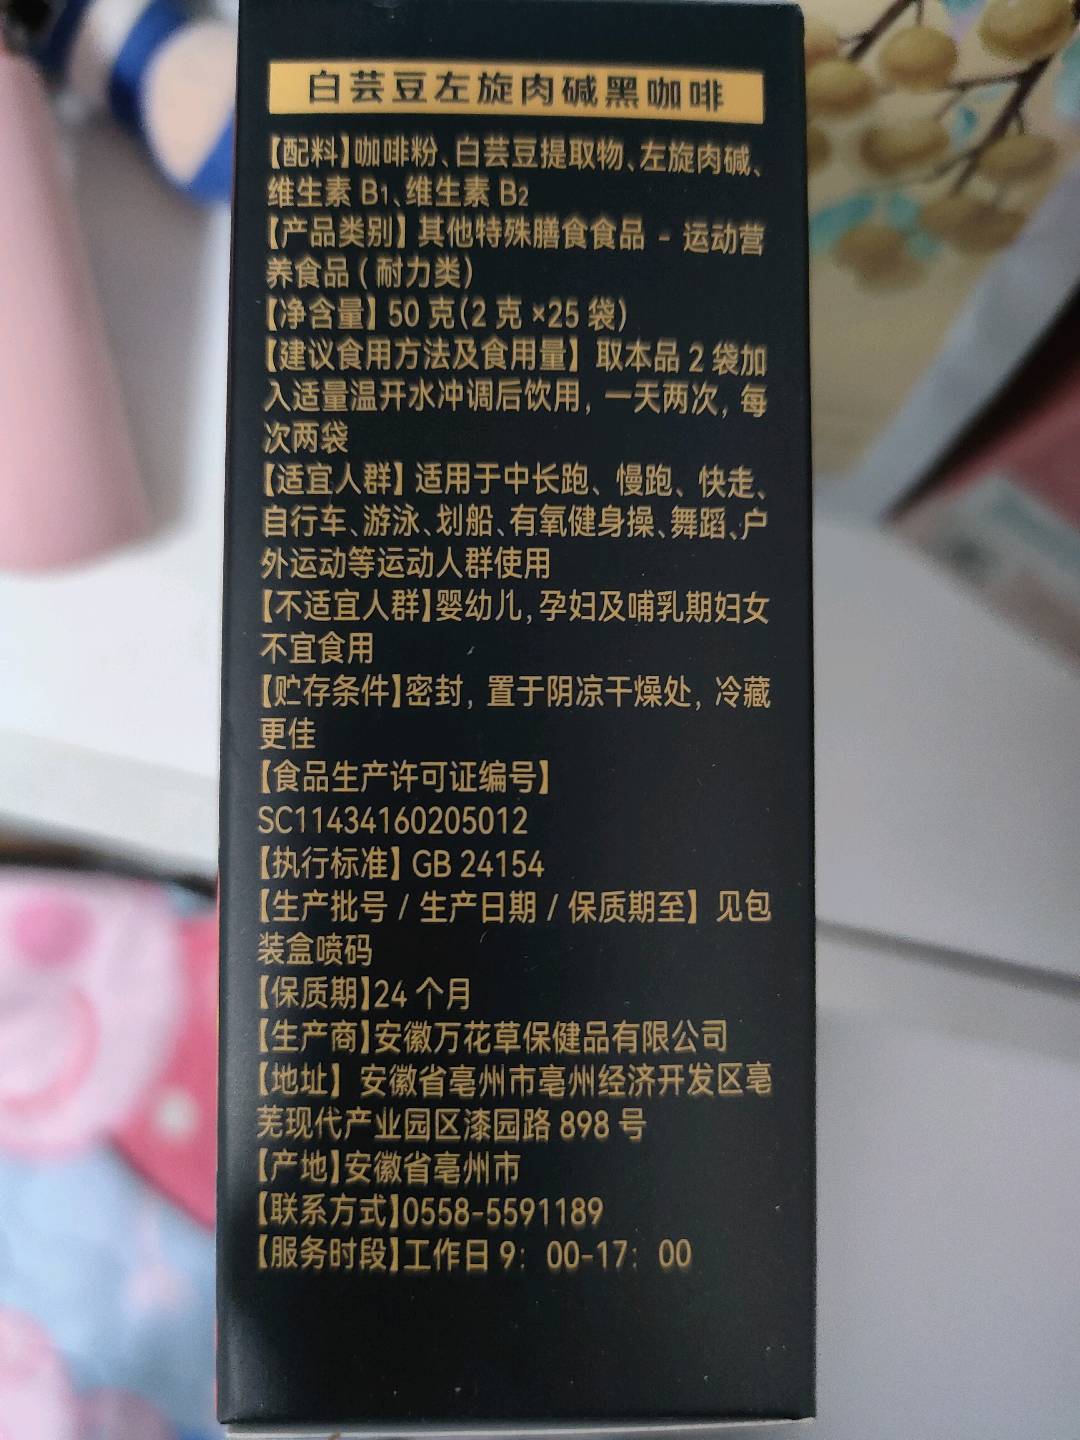 白芸豆左旋肉碱黑咖啡
【配料】咖啡粉、白芸豆提取物、左旋肉碱、
维生素 B1、维生素 B2
【产品类别】其他特殊膳食食品 - 运动营
养食品 ( 耐力类)
【净含量】50 克(2 克 ×25 袋)
【建议食用方法及食用量】 取本品 2 袋加
入适量温开水冲调后饮用, 一天两次, 每
次两袋
【适宜人群】适用于中长跑、慢跑、快走、
自行车、游泳、划船、有氧健身操、舞蹈、户
外运动等运动人群使用
【不适宜人群】婴幼儿, 孕妇及哺乳期妇女
不宜食用
【贮存条件】密封, 置于阴凉干燥处, 冷藏
更佳
【食品生产许可证编号】
SC11434160205012
【执行标准】GB 24154
【生产批号 / 生产日期 / 保质期至】见包
装盒喷码
【保质期】24 个月
【生产商】安徽万花草保健品有限公司
【地址】安徽省亳州市亳州经济开发区亳
芜现代产业园区漆园路 898 号
【产地】安徽省亳州市
【联系方式】0558-5591189
【服务时段】工作日 9：00-17：00